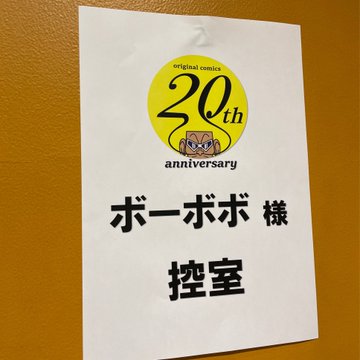 original comics
20th
anniversary
ボーボボ 様
控室